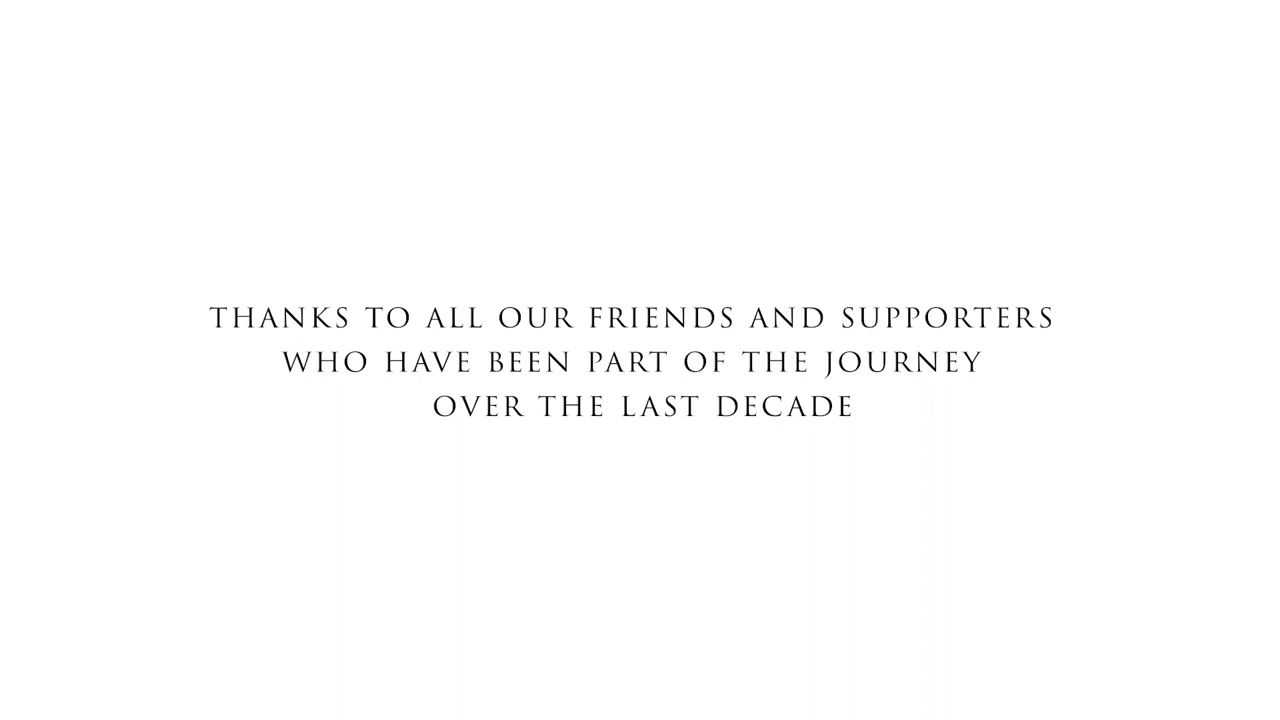 THANKS TO ALL OUR FRIENDS AND SUPPORTERS
WHO HAVE BEEN PART OF THE JOURNEY
OVER THE LAST DECADE